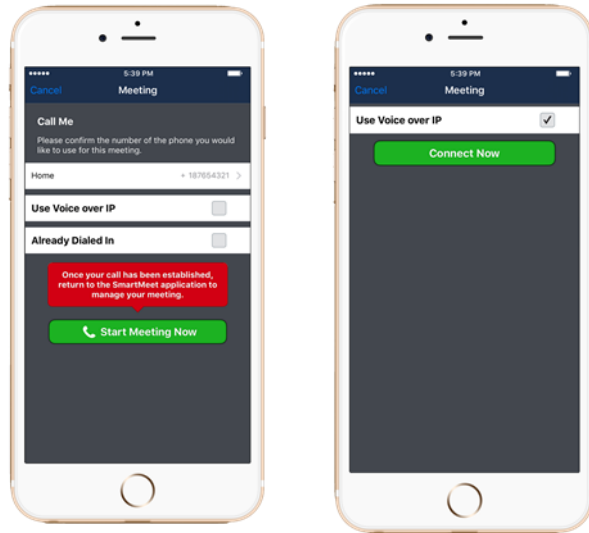 5:39 PM
Cancel
Meeting
Call Me
Please confirm the number of the phone you would
like to use for this meeting.
Home
+ 187654321
Use Voice over IP
Already Dialed In
Once your call has been established,
return to the SmartMeet application to
manage your meeting.
Start Meeting Now
5:39 PM
Cancel
Meeting
Use Voice over IP
Connect Now